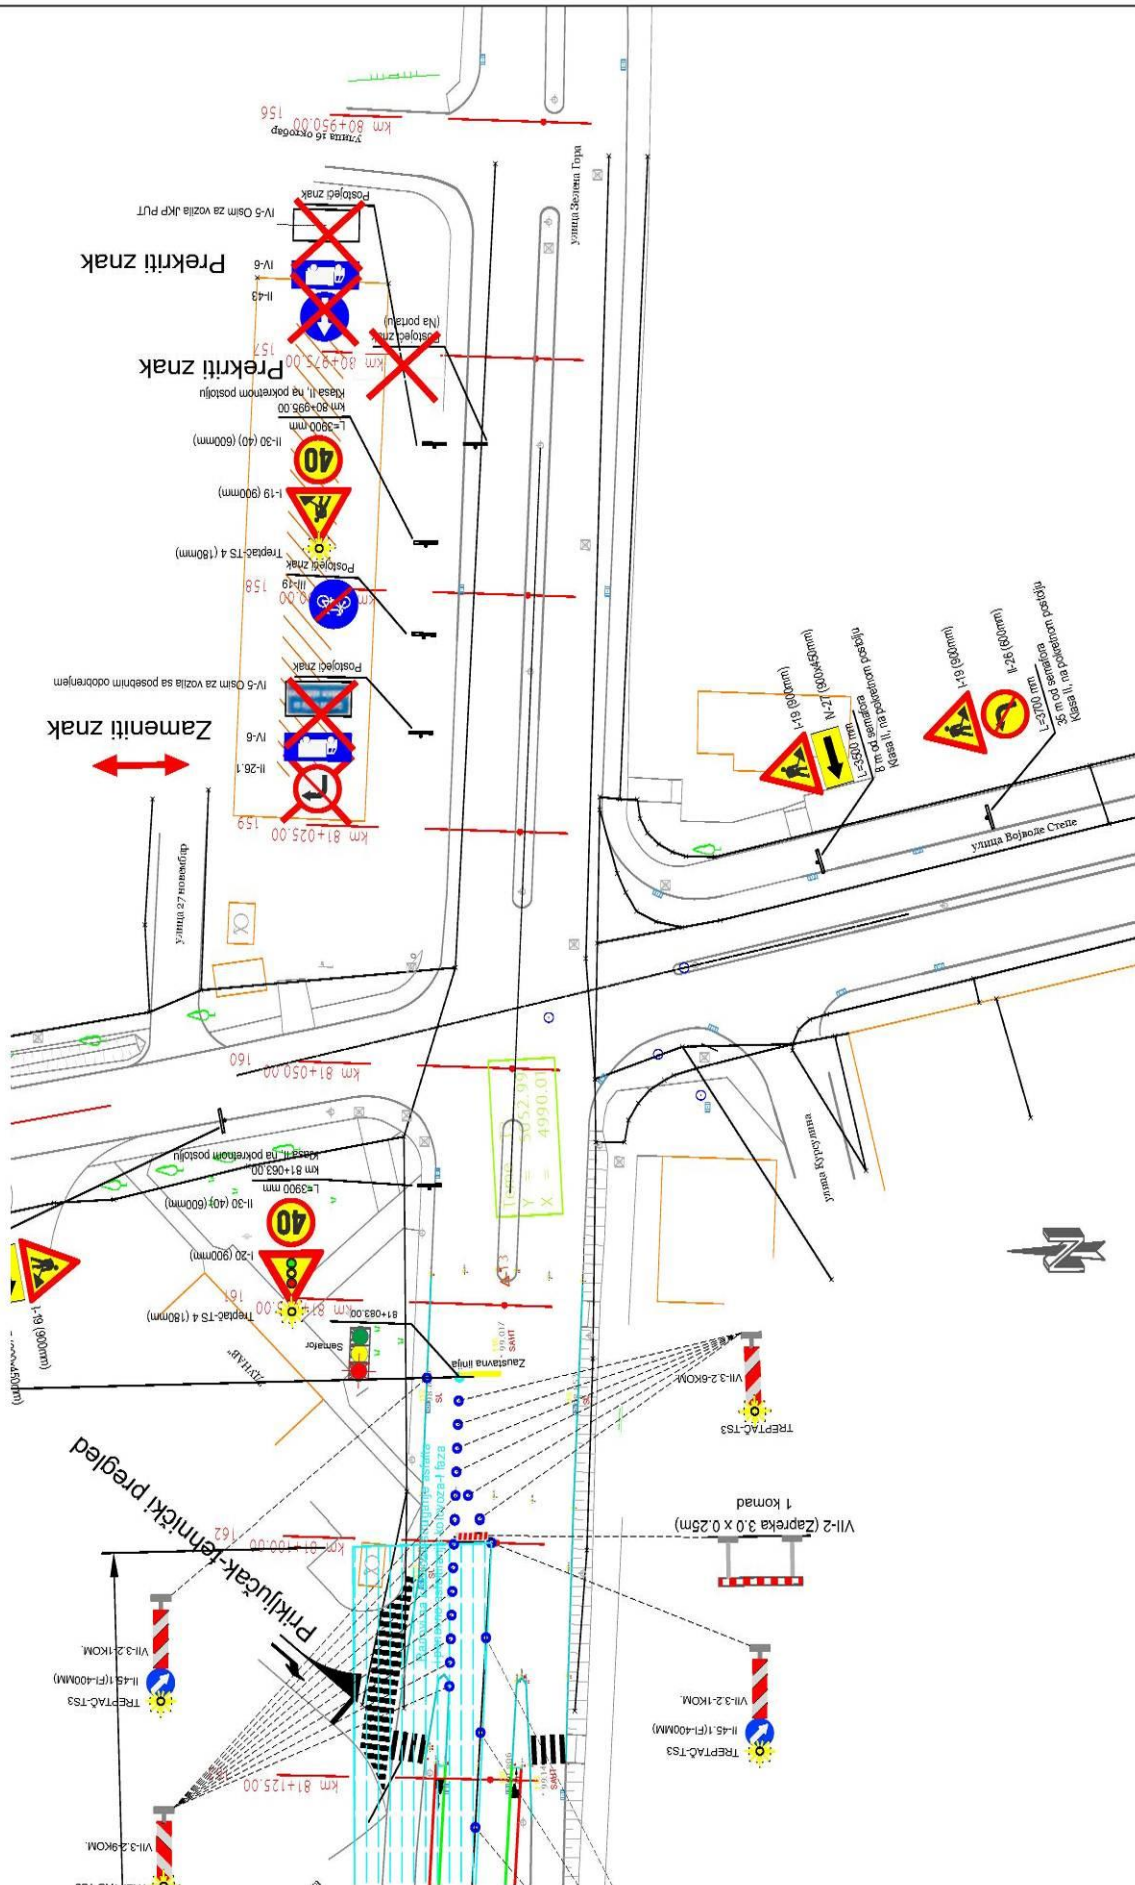 156
km 80+950.00
улица 16 октобар
Postojeći znak
IV-5 Osim za vozila JKP PUT
Prekriti znak
IV-6
II-43
Postojeći znak
(Na portalu)
157
km 80+975.00
Prekriti znak
Klasa II, na pokretnom postolju
km 80+995.00
L=3900 mm
II-30 (40) (600mm)
40
I-19 (900mm)
Treptač-TS 4 (180mm)
Postojeći znak
158
III-19
Postojeći znak
IV-5 Osim za vozila sa posebnim odobrenjem
Zameniti znak
IV-6
II-26.1
159
km 81+025.00
улица Зелена Гора
улица 27 новембар
I-19 (900mm)
IV-27 (900x450mm)
L=3500 mm
8 m od semafora
Klasa II, na pokretnom postolju
I-19 (900mm)
II-26 (600mm)
L=3700 mm
35 m od semafora
Klasa II, na pokretnom postolju
улица Војводе Степе
улица Курсулина
160
km 81+050.00
Klasa II, na pokretnom postolju
km 81+063.00
L=3900 mm
II-30 (40) (600mm)
40
I-20 (900mm)
Treptač-TS 4 (180mm)
161
I-19 (900mm)
81+083.00
Semafor
Zaustavna linija
"ДУНАВ"
N
VII-3.2-6KOM.
TREPTAČ-TS3
VII-2 (Zapreka 3.0 x 0.25m)
1 komad
Priključak-tehnički pregled
162
km 81+100.00
VII-3.2-1KOM.
II-45.1(FI-400MM)
TREPTAČ-TS3
VII-3.2-1KOM.
II-45.1(FI-400MM)
TREPTAČ-TS3
km 81+125.00
VII-3.2-9KOM.